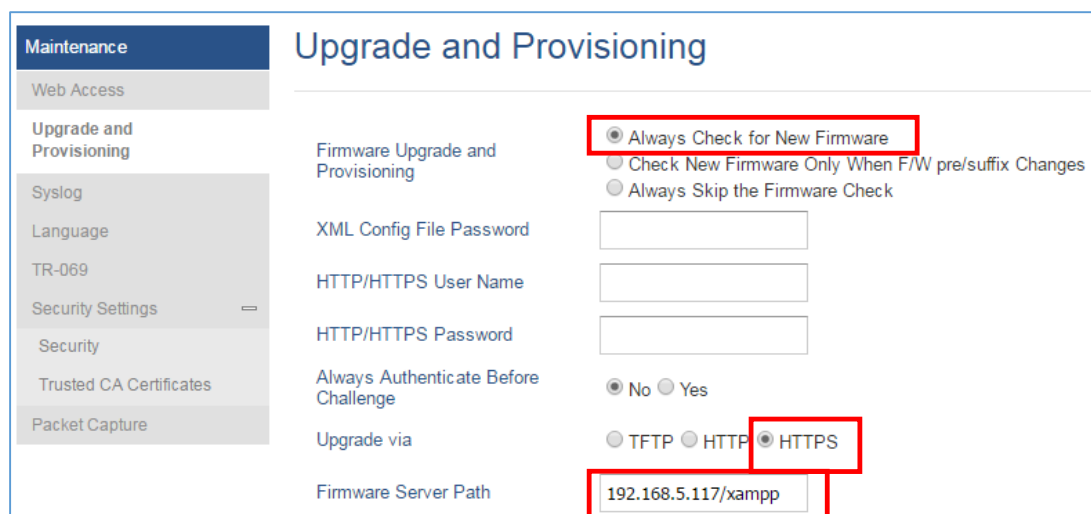 Maintenance
Web Access
Upgrade and
Provisioning
Syslog
Language
TR-069
Security Settings
Security
Trusted CA Certificates
Packet Capture
Upgrade and Provisioning
Firmware Upgrade and
Provisioning
Always Check for New Firmware
Check New Firmware Only When F/W pre/suffix Changes
Always Skip the Firmware Check
XML Config File Password
HTTP/HTTPS User Name
HTTP/HTTPS Password
Always Authenticate Before
Challenge
No Yes
Upgrade via
TFTP HTTP HTTPS
Firmware Server Path
192.168.5.117/xampp